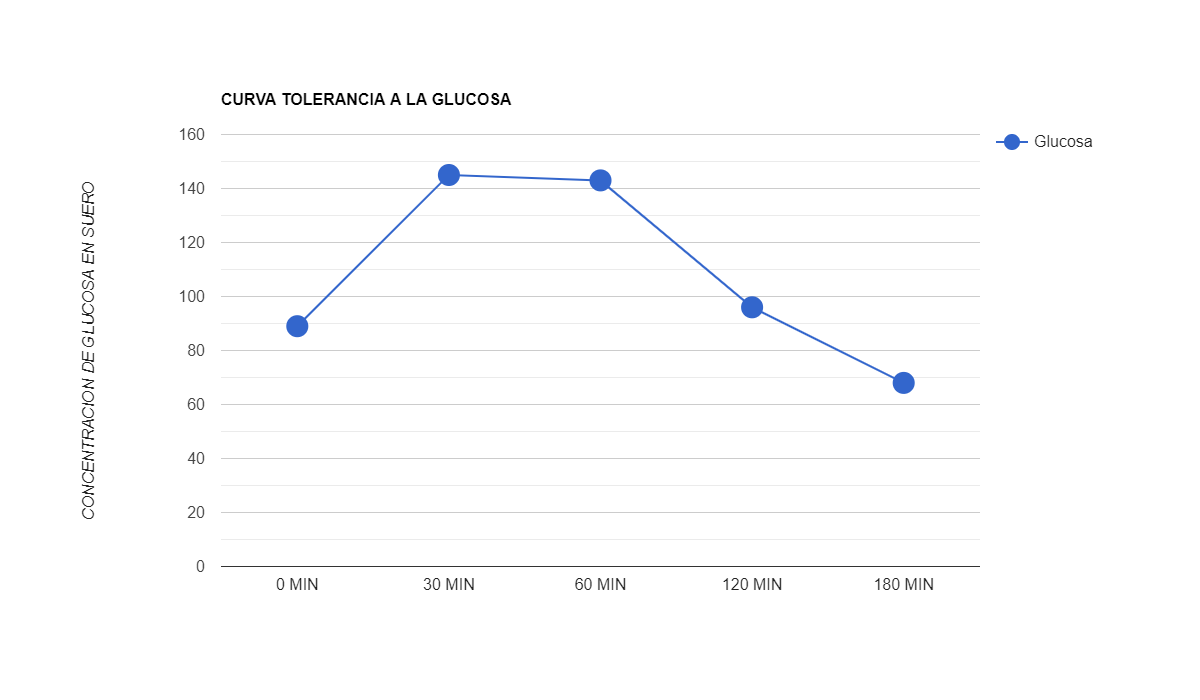 CURVA TOLERANCIA A LA GLUCOSA
CONCENTRACION DE GLUCOSA EN SUERO
160
140
120
100
80
60
40
20
0
0 MIN
30 MIN
60 MIN
120 MIN
180 MIN
Glucosa